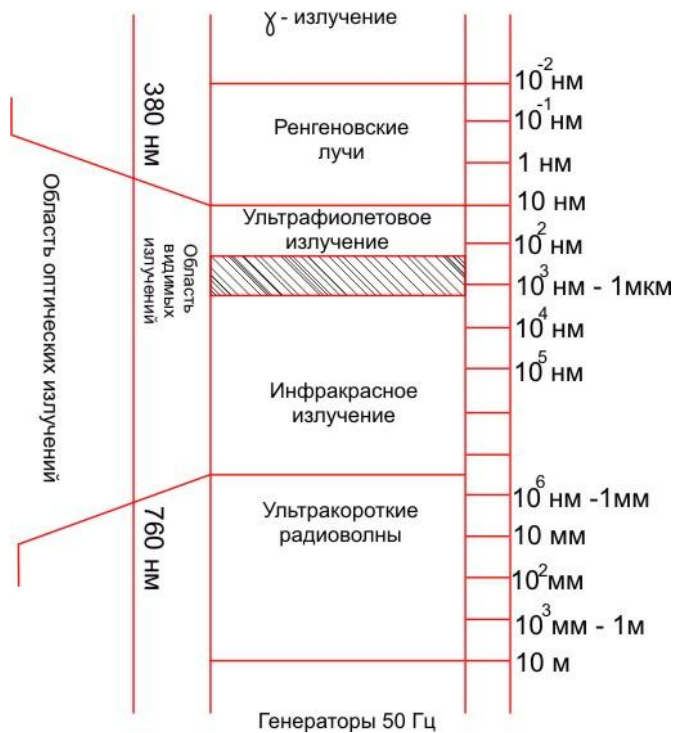 γ - излучение
Ренгеновские
лучи
Ультрафиолетовое
излучение
Инфракрасное
излучение
Ультракороткие
радиоволны
Генераторы 50 Гц
380 нм
760 нм
Область
видимых
излучений
Область оптических излучений
10⁻² нм
10⁻¹ нм
1 нм
10 нм
10² нм
10³ нм - 1мкм
10⁴ нм
10⁵ нм
10⁶ нм -1мм
10 мм
10² мм
10³ мм - 1м
10 м